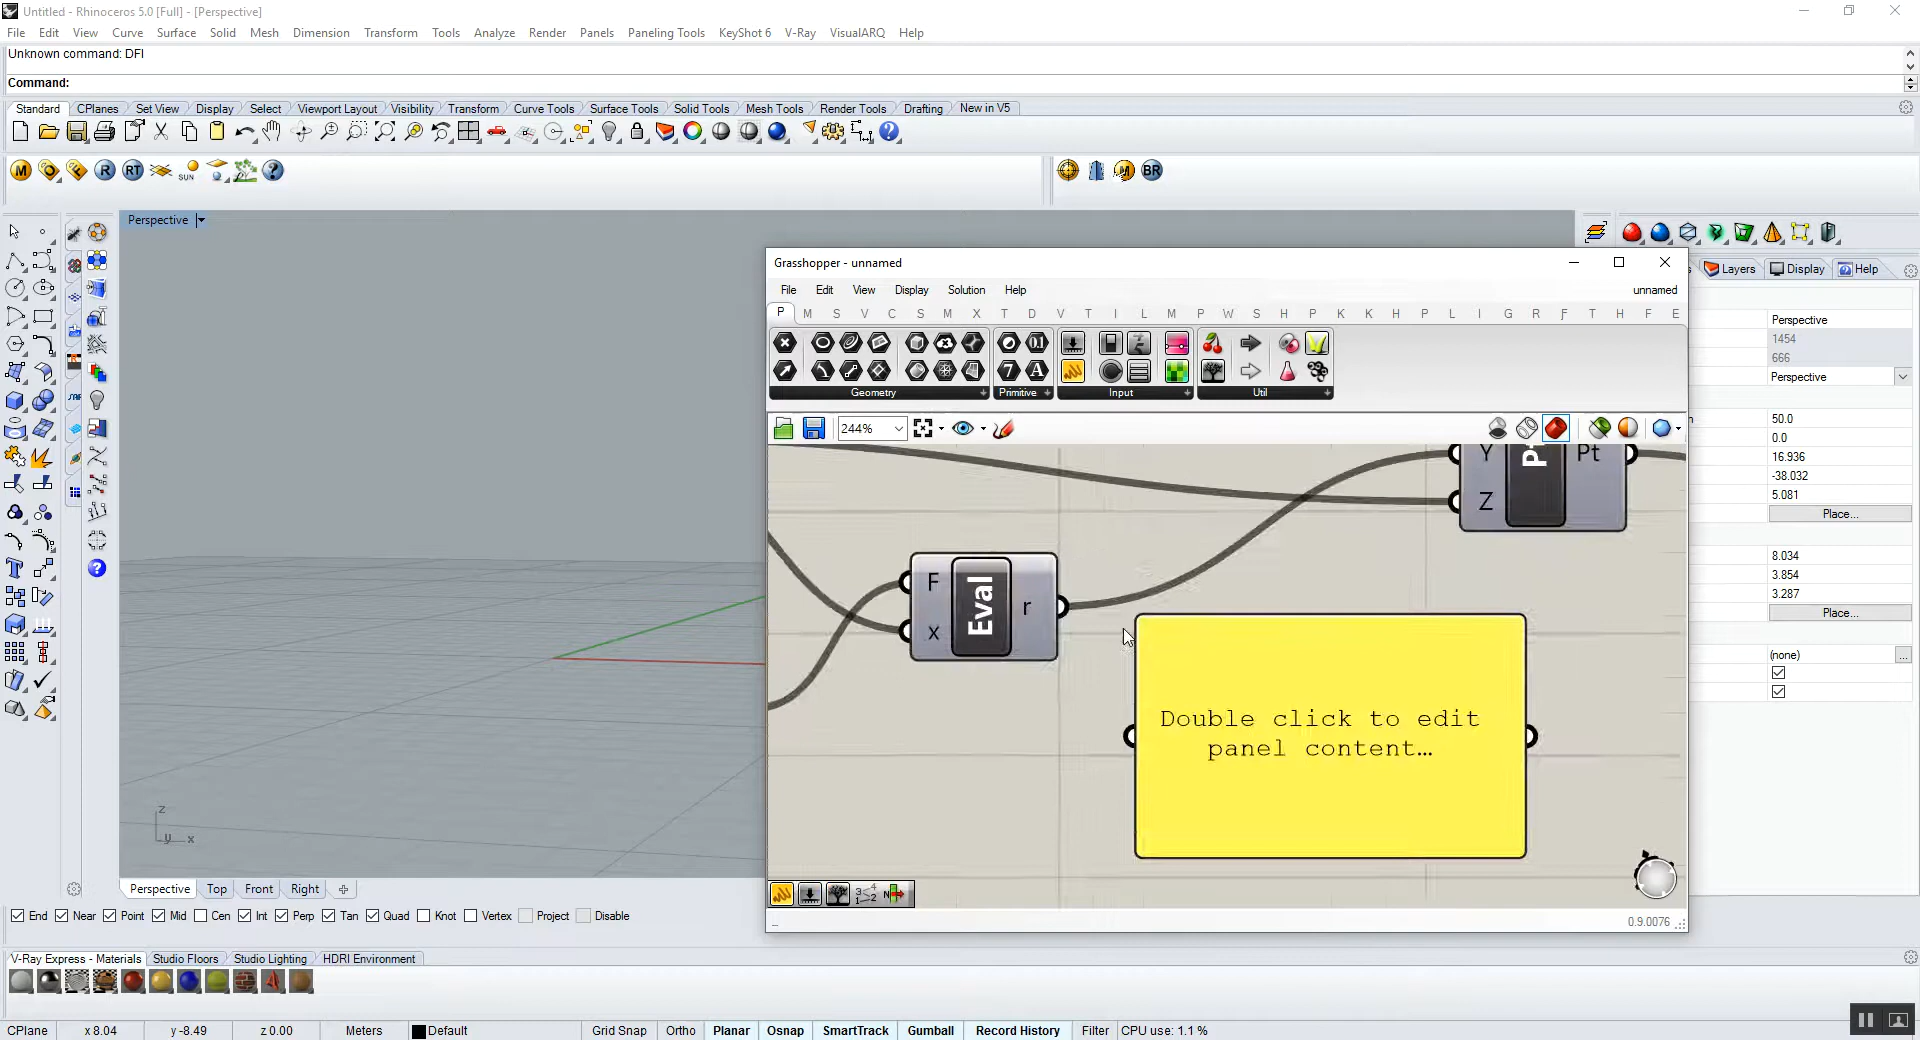 Untitled - Rhinoceros 5.0 [Full] - [Perspective]
File Edit View Curve Surface Solid Mesh Dimension Transform Tools Analyze Render Panels Paneling Tools KeyShot 6 V-Ray VisualARQ Help
Unknown command: DFI
Command:
Standard CPlanes Set View Display Select Viewport Layout Visibility Transform Curve Tools Surface Tools Solid Tools Mesh Tools Render Tools Drafting New in V5
M O F R RT SUN ? M BR
Perspective
Grasshopper - unnamed
File Edit View Display Solution Help unnamed
P M S V C S M X T D V T I L M P W S H P K K H P L I R F T H F E
Geometry Primitive Input Util
244%
Layers Display Help
Perspective
1454
666
Perspective
50.0
0.0
16.936
-38.032
5.081
Place...
8.034
3.854
3.287
Place...
(none) ...
Y Pt
Z
F Eval r
x
Double click to edit
panel content…
z
y x
0.9.0076
Perspective Top Front Right
End Near Point Mid Cen Int Perp Tan Quad Knot Vertex Project Disable
V-Ray Express - Materials Studio Floors Studio Lighting HDRI Environment
CPlane x 8.04 y -8.49 z 0.00 Meters Default Grid Snap Ortho Planar Osnap SmartTrack Gumball Record History Filter CPU use: 1.1 %